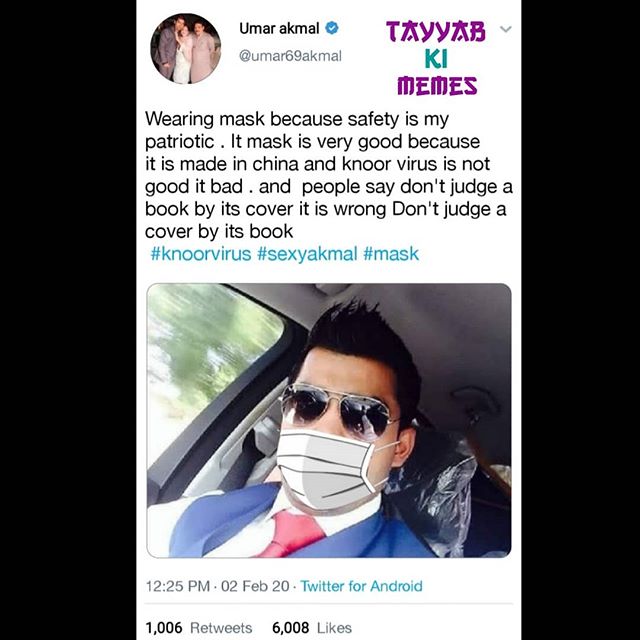 Umar akmal
@umar69akmal
TAYYAB
KI
MEMES
Wearing mask because safety is my
patriotic . It mask is very good because
it is made in china and knoor virus is not
good it bad . and people say don't judge a
book by its cover it is wrong Don't judge a
cover by its book
#knoorvirus #sexyakmal #mask
12:25 PM · 02 Feb 20 · Twitter for Android
1,006 Retweets 6,008 Likes